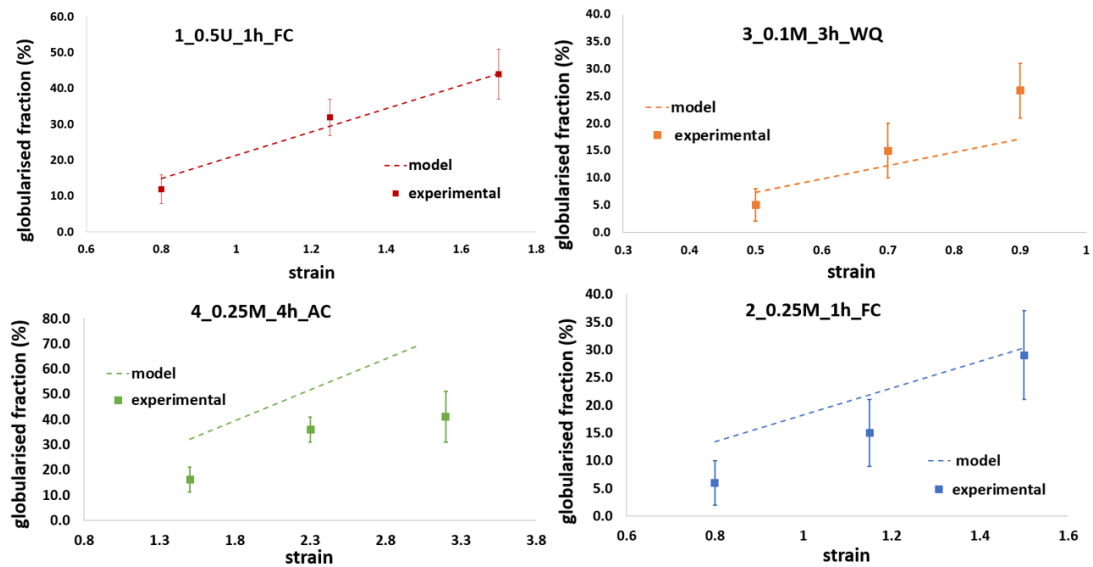 1_0.5U_1h_FC
globularised fraction (%)
60.0
50.0
40.0
30.0
20.0
10.0
0.0
model
experimental
0.6 0.8 1 1.2 1.4 1.6 1.8
strain
3_0.1M_3h_WQ
globularised fraction (%)
40.0
35.0
30.0
25.0
20.0
15.0
10.0
5.0
0.0
model
experimental
0.3 0.4 0.5 0.6 0.7 0.8 0.9 1
strain
4_0.25M_4h_AC
globularised fraction (%)
80.0
70.0
60.0
50.0
40.0
30.0
20.0
10.0
0.0
model
experimental
0.8 1.3 1.8 2.3 2.8 3.3 3.8
strain
2_0.25M_1h_FC
globularised fraction (%)
40.0
35.0
30.0
25.0
20.0
15.0
10.0
5.0
0.0
model
experimental
0.6 0.8 1 1.2 1.4 1.6
strain